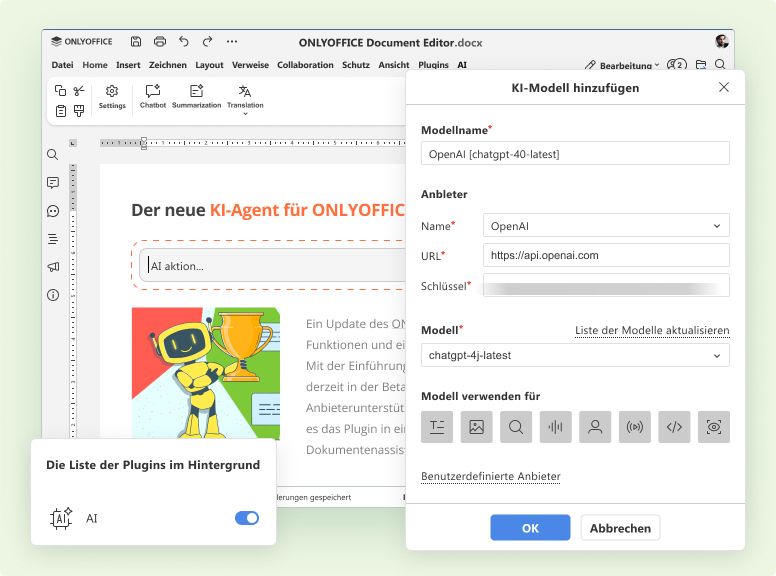 ONLYOFFICE
ONLYOFFICE Document Editor.docx
Datei Home Insert Zeichnen Layout Verweise Collaboration Schutz Ansicht Plugins AI
Bearbeitung 2
Settings Chatbot Summarization Translation
Der neue KI-Agent für ONLYOFFIC
AI aktion...
Ein Update des ON
Funktionen und ei
Mit der Einführung
derzeit in der Beta
Anbieterunterstüt
es das Plugin in ein
Dokumentenassis
derungen gespeichert
Die Liste der Plugins im Hintergrund
AI AI
KI-Modell hinzufügen
Modellname*
OpenAI [chatgpt-40-latest]
Anbieter
Name* OpenAI
URL* https://api.openai.com
Schlüssel*
Modell* Liste der Modelle aktualisieren
chatgpt-4j-latest
Modell verwenden für
Benutzerdefinierte Anbieter
OK Abbrechen